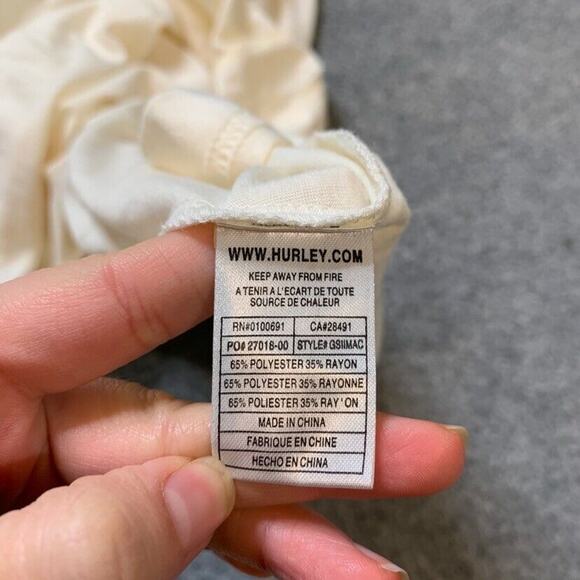 WWW.HURLEY.COM
KEEP AWAY FROM FIRE
A TENIR A L'ECART DE TOUTE
SOURCE DE CHALEUR
RN#0100691 CA#28491
PO# 27018-00 STYLE# GSIIMAC
65% POLYESTER 35% RAYON
65% POLYESTER 35% RAYONNE
65% POLIESTER 35% RAY'ON
MADE IN CHINA
FABRIQUE EN CHINE
HECHO EN CHINA